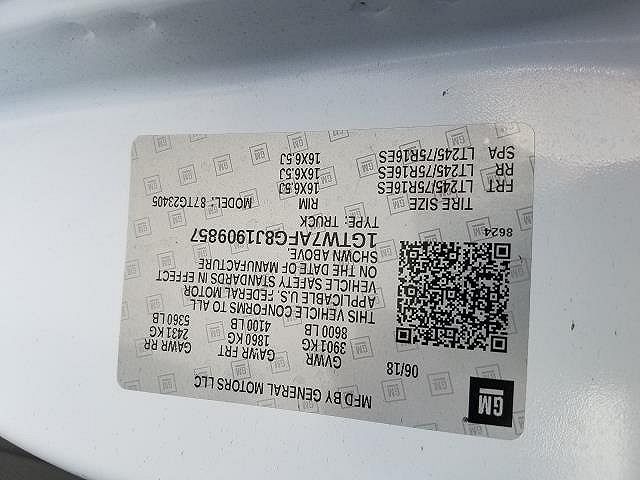 GM
MFD BY GENERAL MOTORS LLC
06/18
GVWR
GAWR FRT
GAWR RR
3901 KG
1860 KG
2431 KG
8600 LB
4100 LB
5360 LB
THIS VEHICLE CONFORMS TO ALL
APPLICABLE U.S. FEDERAL MOTOR
VEHICLE SAFETY STANDARDS IN EFFECT
ON THE DATE OF MANUFACTURE
SHOWN ABOVE.
1GTW7AFG8J1909857
TYPE: TRUCK
8624
TIRE SIZE
RIM
MODEL: 87TG23405
FRT LT245/75R16ES 16X6.5J
RR LT245/75R16ES 16X6.5J
SPA LT245/75R16ES 16X6.5J